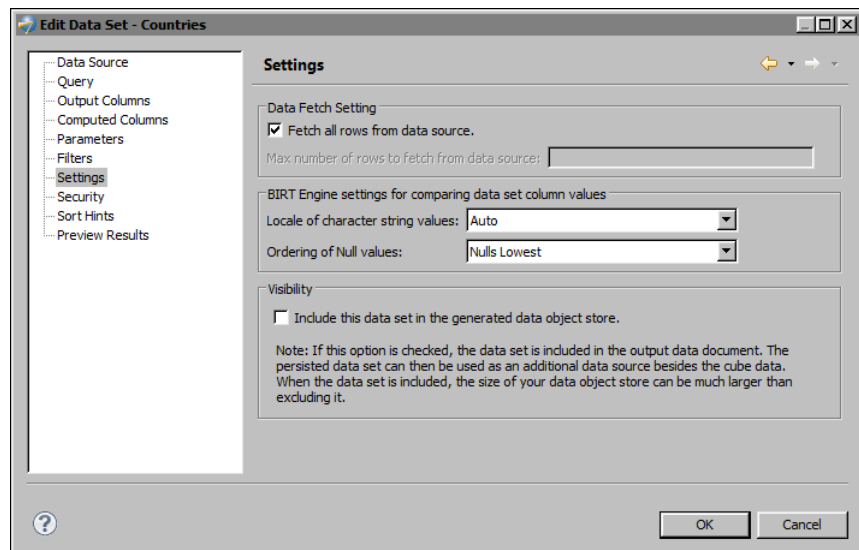 Edit Data Set - Countries
Data Source
Query
Output Columns
Computed Columns
Parameters
Filters
Settings
Security
Sort Hints
Preview Results
Settings
Data Fetch Setting
Fetch all rows from data source.
Max number of rows to fetch from data source:
BIRT Engine settings for comparing data set column values
Locale of character string values: Auto
Ordering of Null values: Nulls Lowest
Visibility
Include this data set in the generated data object store.
Note: If this option is checked, the data set is included in the output data document. The
persisted data set can then be used as an additional data source besides the cube data.
When the data set is included, the size of your data object store can be much larger than
excluding it.
OK
Cancel